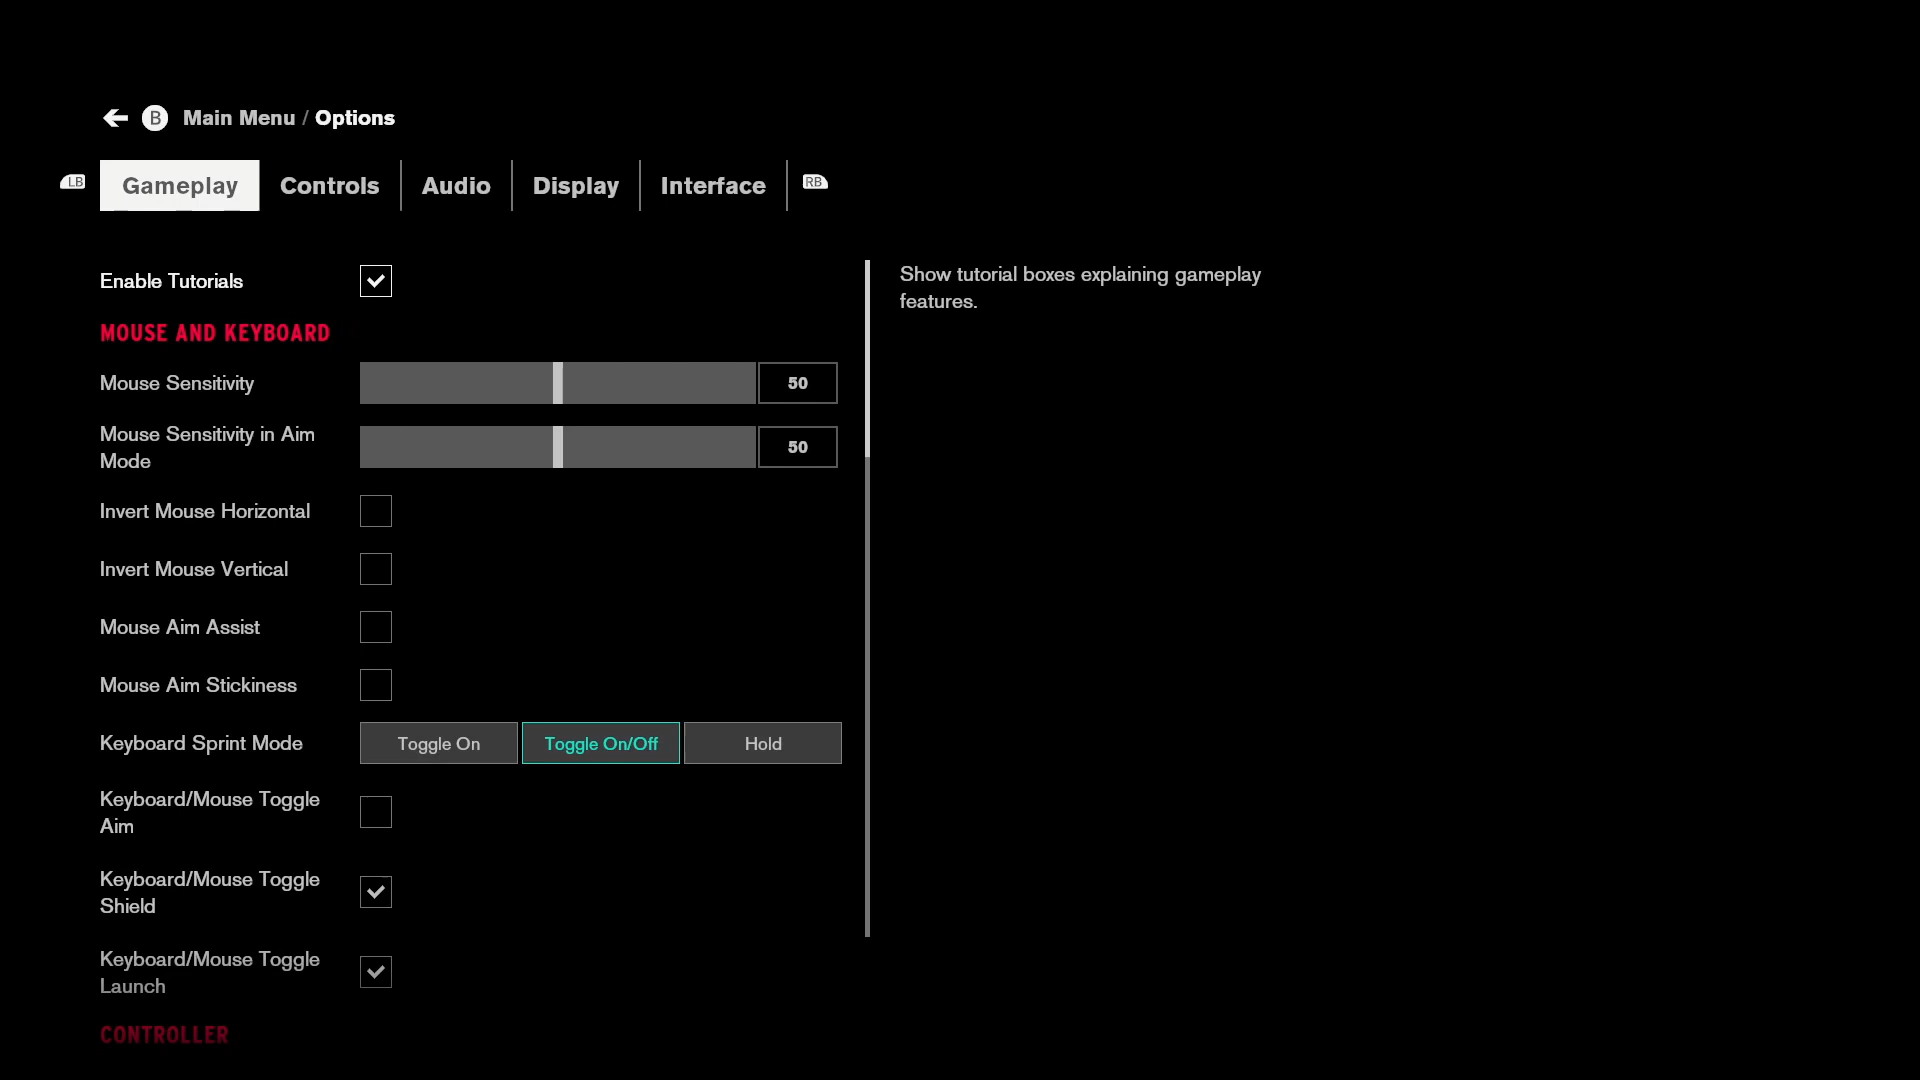 B Main Menu / Options
LB Gameplay Controls Audio Display Interface RB
Enable Tutorials
Show tutorial boxes explaining gameplay
features.
MOUSE AND KEYBOARD
Mouse Sensitivity 50
Mouse Sensitivity in Aim
Mode 50
Invert Mouse Horizontal
Invert Mouse Vertical
Mouse Aim Assist
Mouse Aim Stickiness
Keyboard Sprint Mode Toggle On Toggle On/Off Hold
Keyboard/Mouse Toggle
Aim
Keyboard/Mouse Toggle
Shield
Keyboard/Mouse Toggle
Launch
CONTROLLER